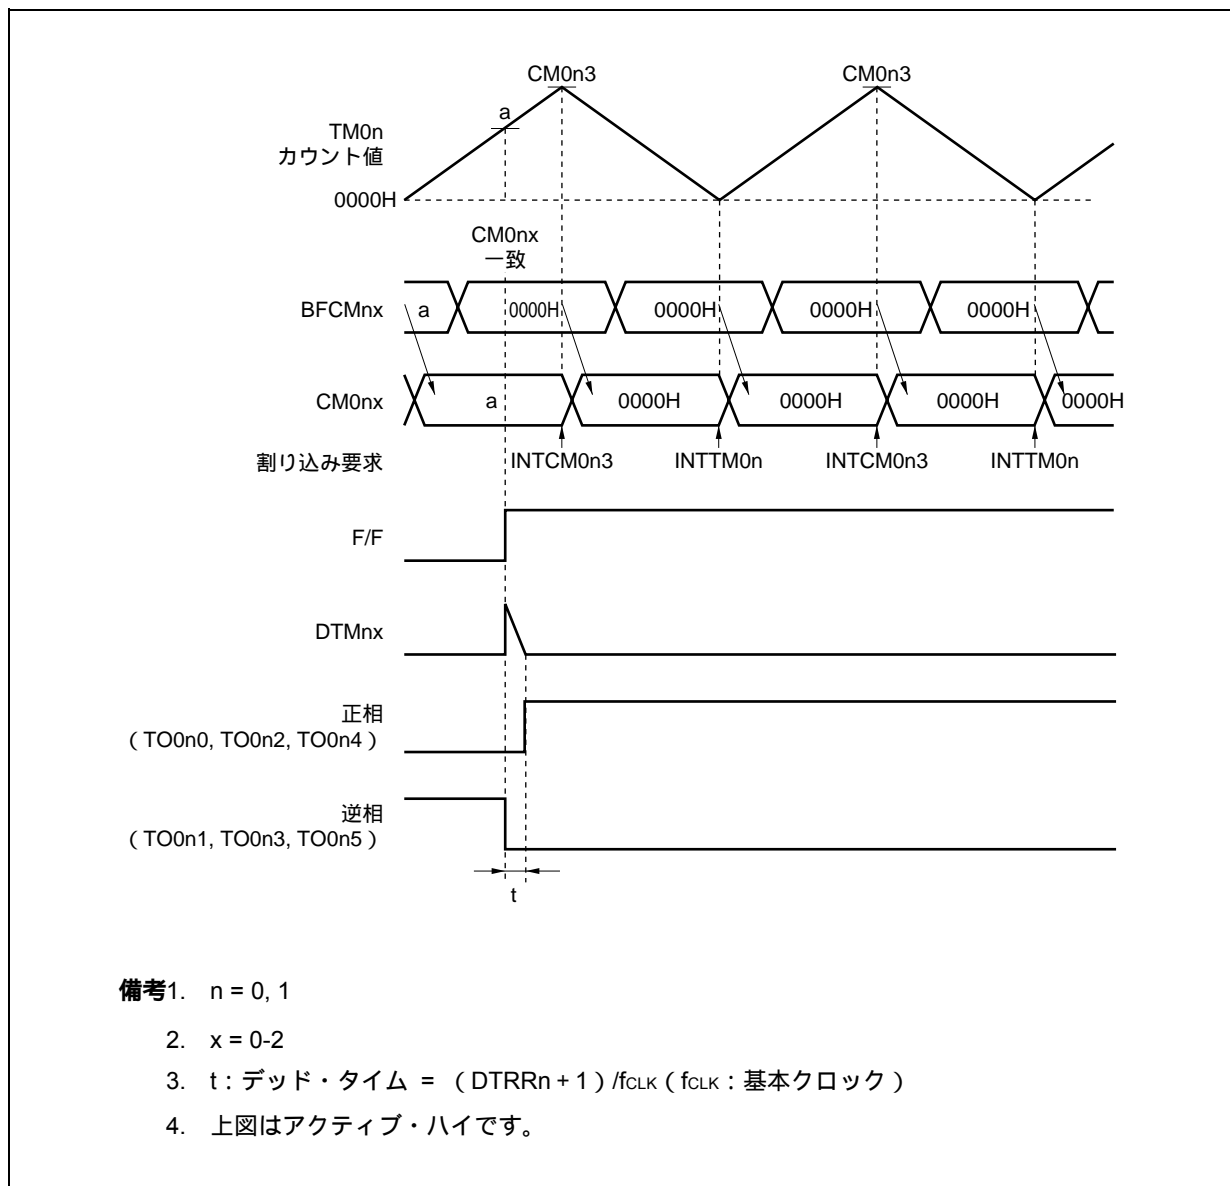 CM0n3 CM0n3
a
TM0n
カウント値
0000H
CM0nx
一致
BFCMnx a 0000H 0000H 0000H 0000H
CM0nx a 0000H 0000H 0000H 0000H
割り込み要求 INTCM0n3 INTTM0n INTCM0n3 INTTM0n
F/F
DTMnx
正相
（TO0n0, TO0n2, TO0n4）
逆相
（TO0n1, TO0n3, TO0n5）
t
備考1. n = 0, 1
2. x = 0-2
3. t：デッド・タイム = （DTRRn + 1）/fCLK（fCLK：基本クロック）
4. 上図はアクティブ・ハイです。